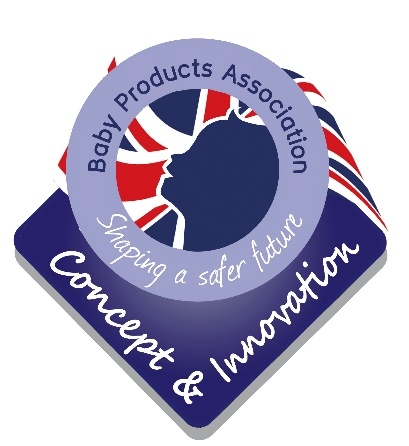 Baby Products Association
Shaping a safer future
Concept & Innovation